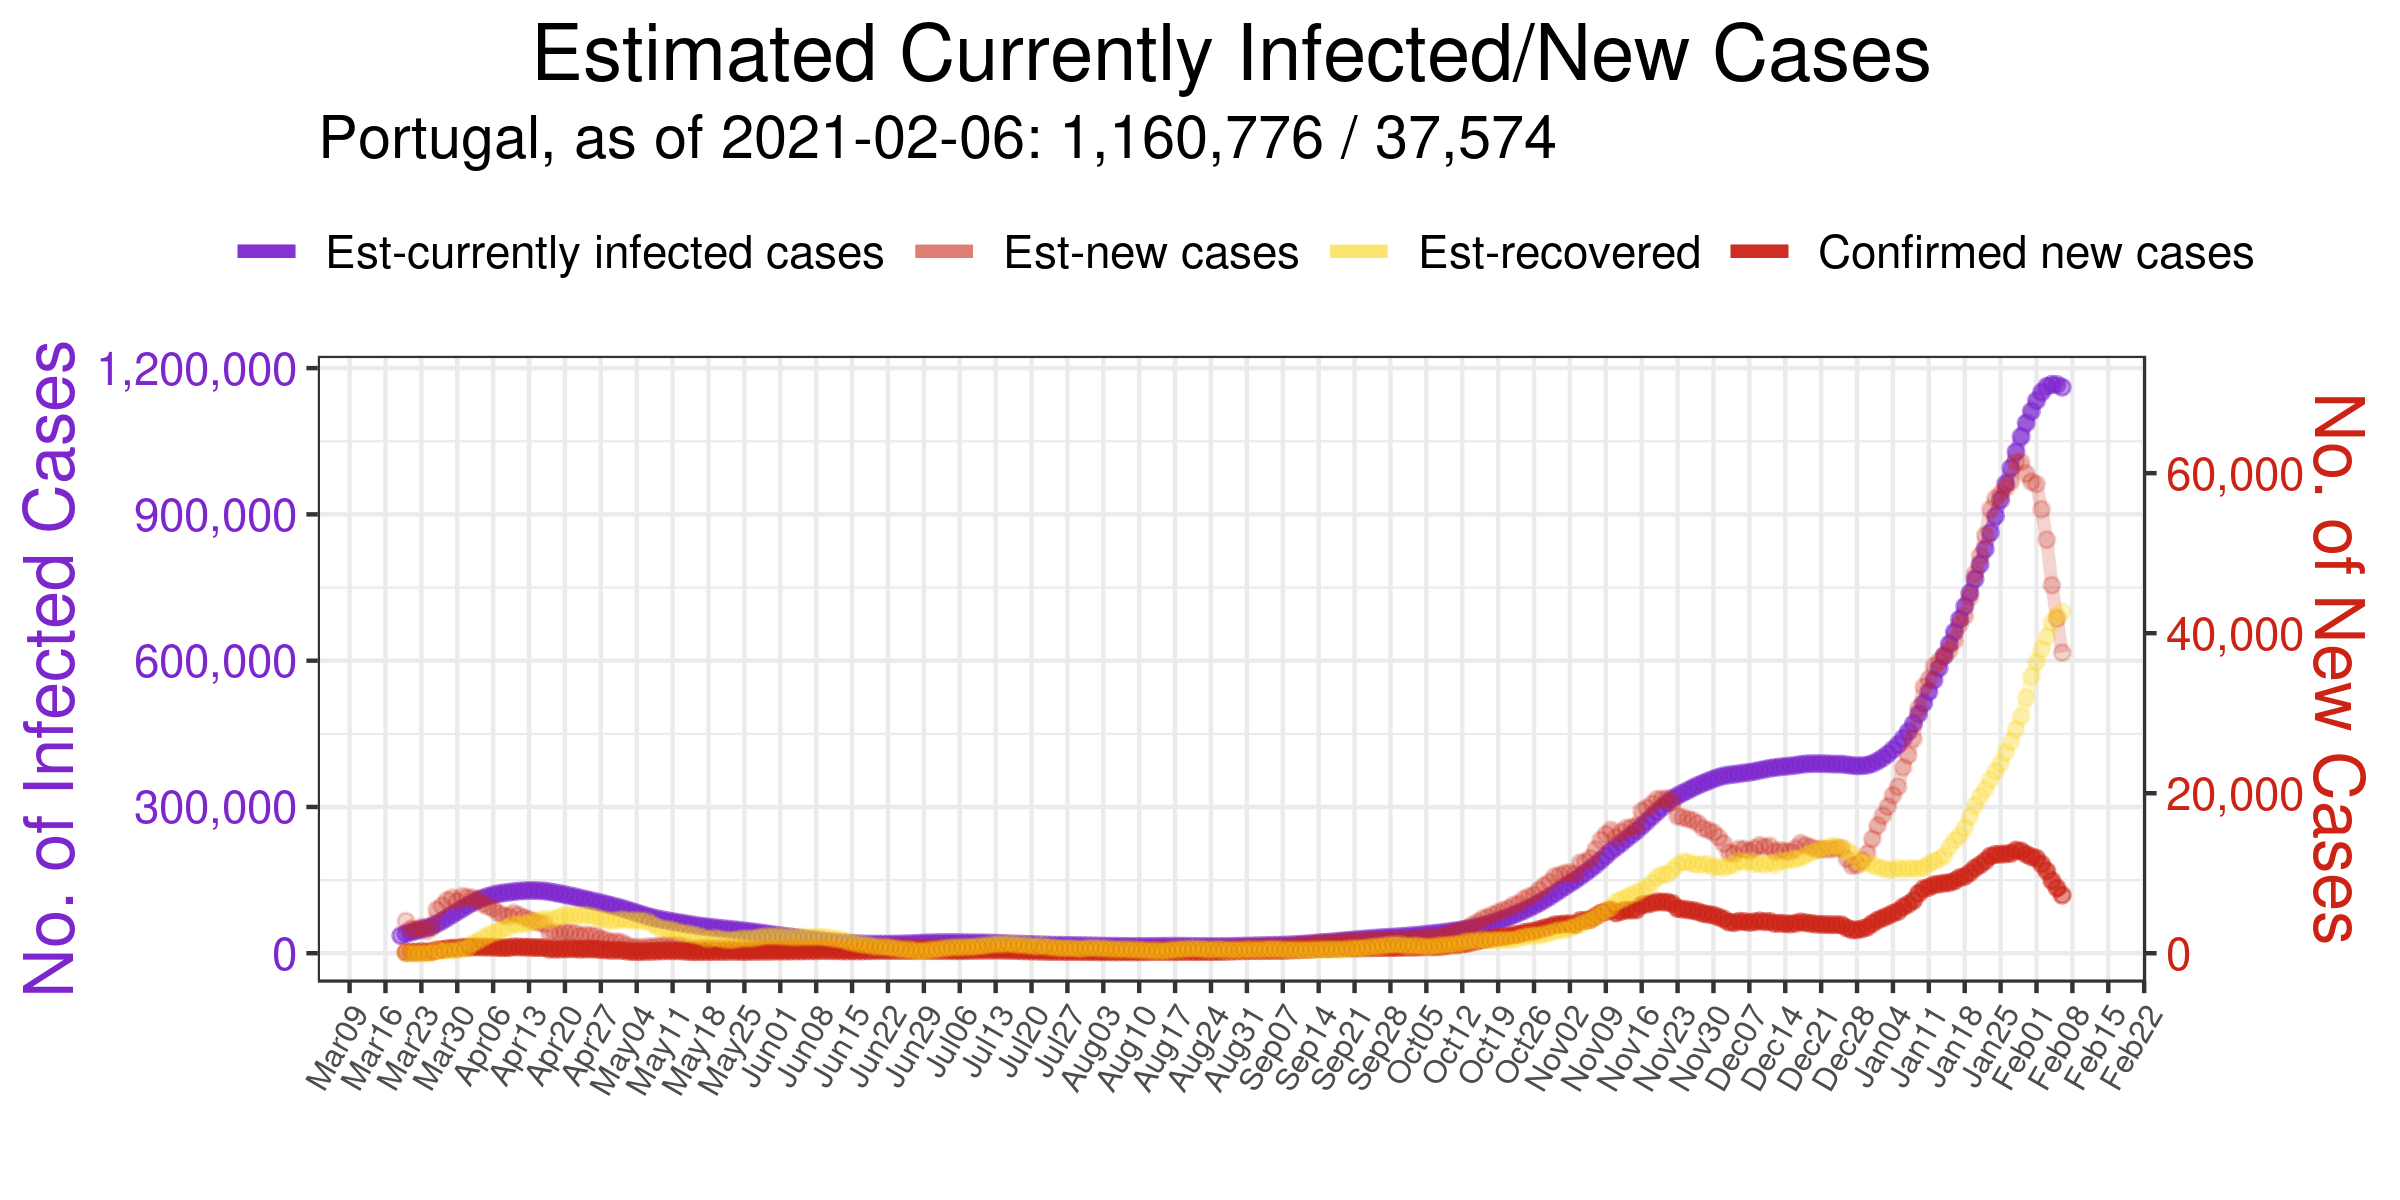 Estimated Currently Infected/New Cases
Portugal, as of 2021-02-06: 1,160,776 / 37,574
Est-currently infected cases Est-new cases Est-recovered Confirmed new cases
No. of Infected Cases
1,200,000
900,000
600,000
300,000
0
60,000
40,000
20,000
0
No. of New Cases
Mar09 Mar16 Mar23 Mar30 Apr06 Apr13 Apr20 Apr27 May04 May11 May18 May25 Jun01 Jun08 Jun15 Jun22 Jun29 Jul06 Jul13 Jul20 Jul27 Aug03 Aug10 Aug17 Aug24 Aug31 Sep07 Sep14 Sep21 Sep28 Oct05 Oct12 Oct19 Oct26 Nov02 Nov09 Nov16 Nov23 Nov30 Dec07 Dec14 Dec21 Dec28 Jan04 Jan11 Jan18 Jan25 Feb01 Feb08 Feb15 Feb22